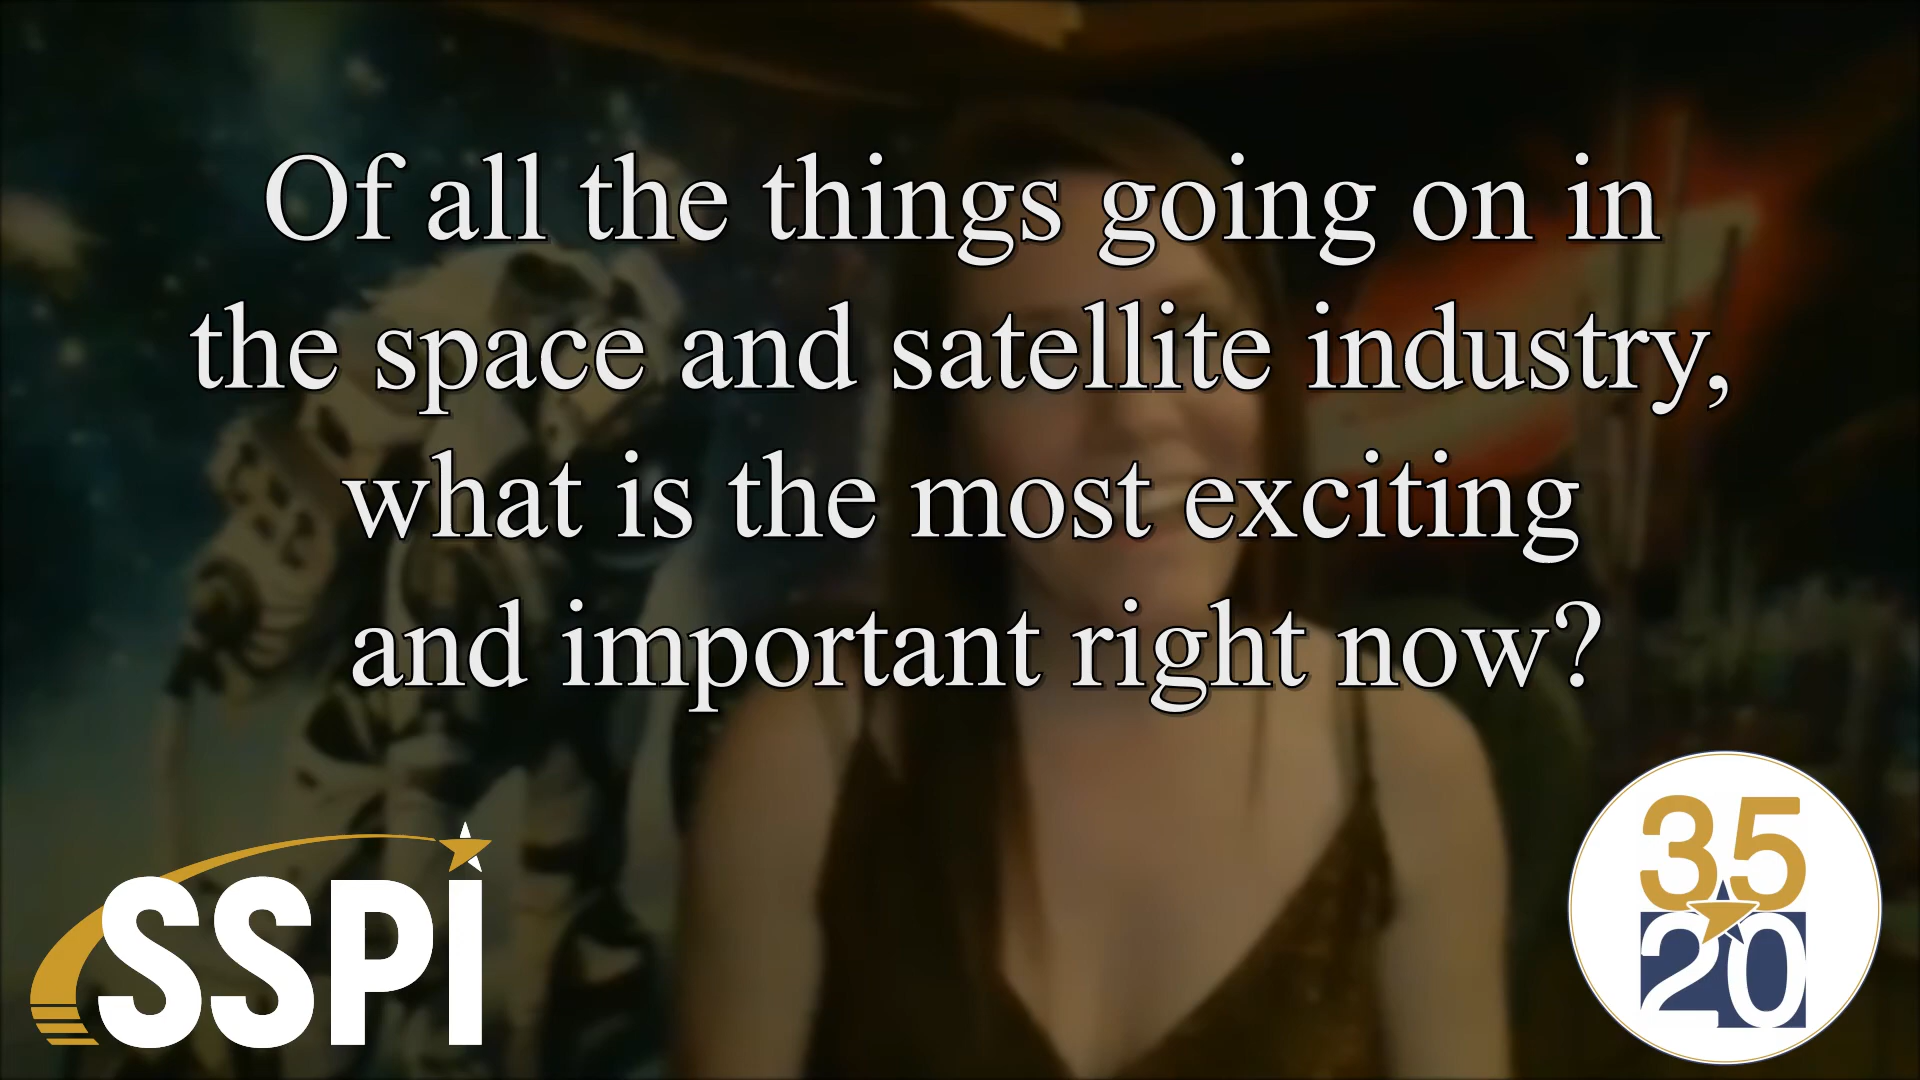 Of all the things going on in
the space and satellite industry,
what is the most exciting
and important right now?
SSPI
35
20